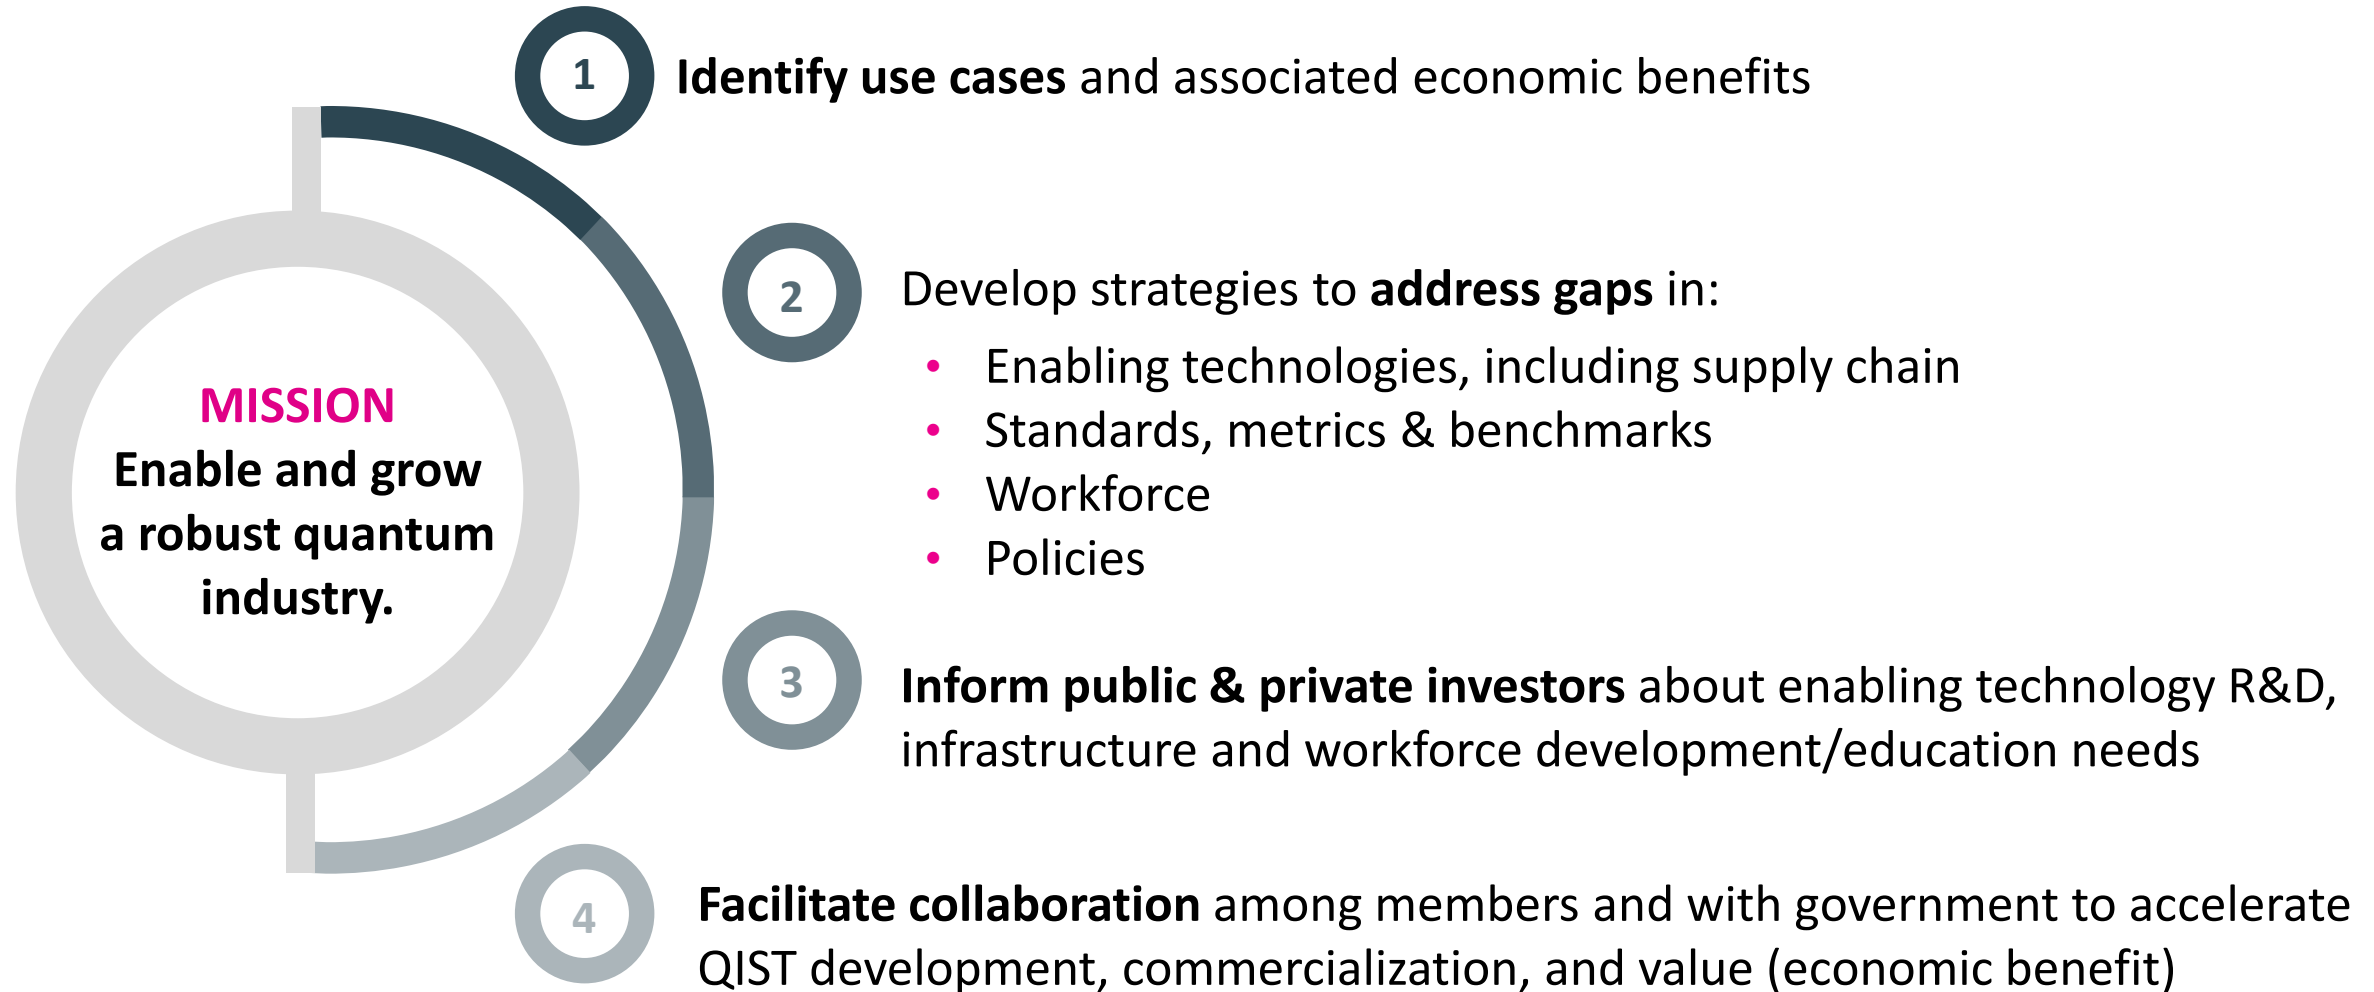 1
Identify use cases and associated economic benefits
2
Develop strategies to address gaps in:
• Enabling technologies, including supply chain
• Standards, metrics & benchmarks
• Workforce
• Policies
MISSION
Enable and grow
a robust quantum
industry.
3
Inform public & private investors about enabling technology R&D,
infrastructure and workforce development/education needs
4
Facilitate collaboration among members and with government to accelerate
QIST development, commercialization, and value (economic benefit)